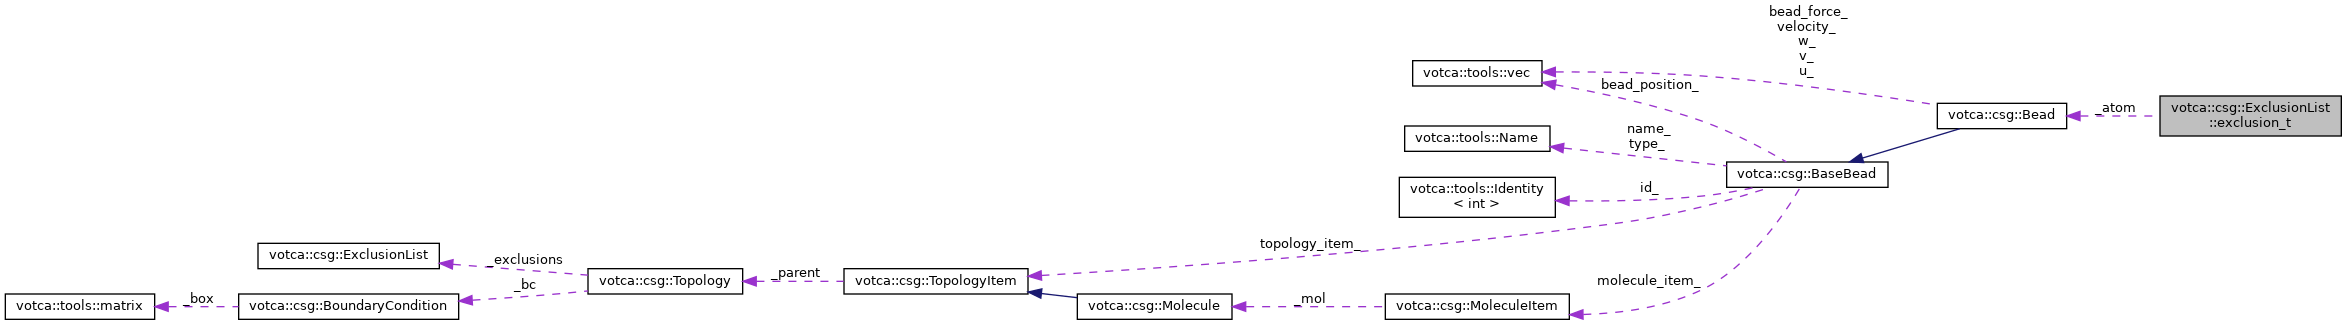 bead_force_
velocity_
w_
v_
u_
votca::tools::vec
bead_position_
votca::csg::Bead
_atom
votca::csg::ExclusionList
::exclusion_t
votca::tools::Name
name_
type_
votca::csg::BaseBead
votca::tools::Identity
< int >
id_
topology_item_
votca::csg::ExclusionList
_exclusions
votca::csg::Topology
_parent
votca::csg::TopologyItem
molecule_item_
_bc
votca::tools::matrix
_box
votca::csg::BoundaryCondition
votca::csg::Molecule
_mol
votca::csg::MoleculeItem